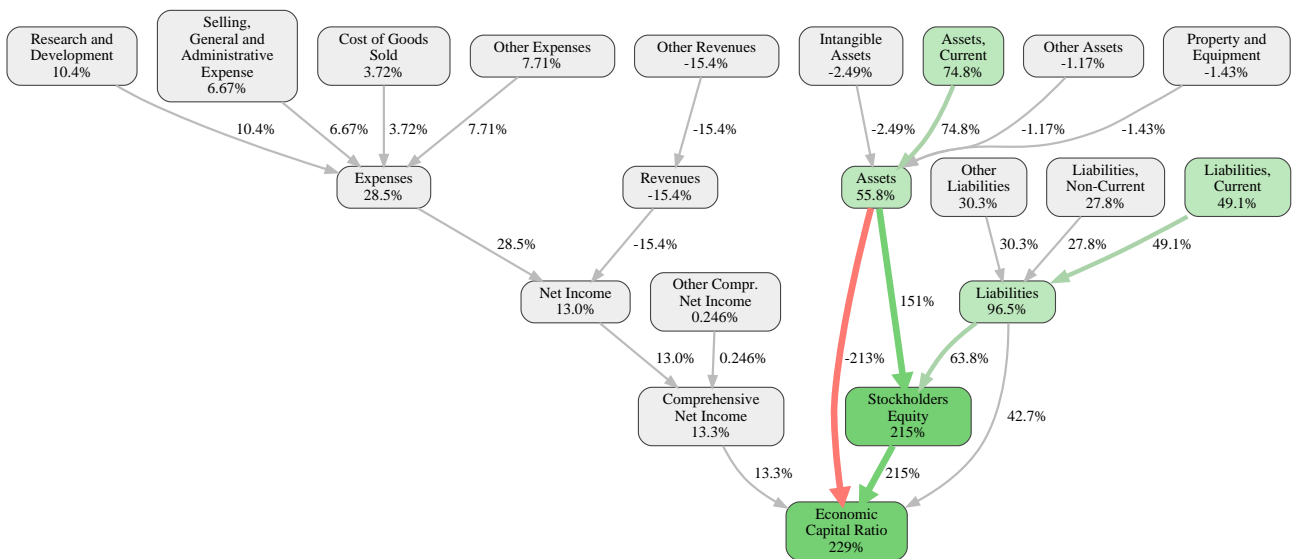 Research and
Development
10.4%
Selling,
General and
Administrative
Expense
6.67%
Cost of Goods
Sold
3.72%
Other Expenses
7.71%
Other Revenues
-15.4%
Intangible
Assets
-2.49%
Assets,
Current
74.8%
Other Assets
-1.17%
Property and
Equipment
-1.43%
10.4%
6.67%
3.72%
7.71%
-15.4%
-2.49%
74.8%
-1.17%
-1.43%
Expenses
28.5%
Revenues
-15.4%
Assets
55.8%
Other
Liabilities
30.3%
Liabilities,
Non-Current
27.8%
Liabilities,
Current
49.1%
28.5%
-15.4%
30.3%
27.8%
49.1%
Net Income
13.0%
Other Compr.
Net Income
0.246%
151%
Liabilities
96.5%
13.0%
0.246%
-213%
63.8%
Comprehensive
Net Income
13.3%
Stockholders
Equity
215%
42.7%
13.3%
215%
Economic
Capital Ratio
229%